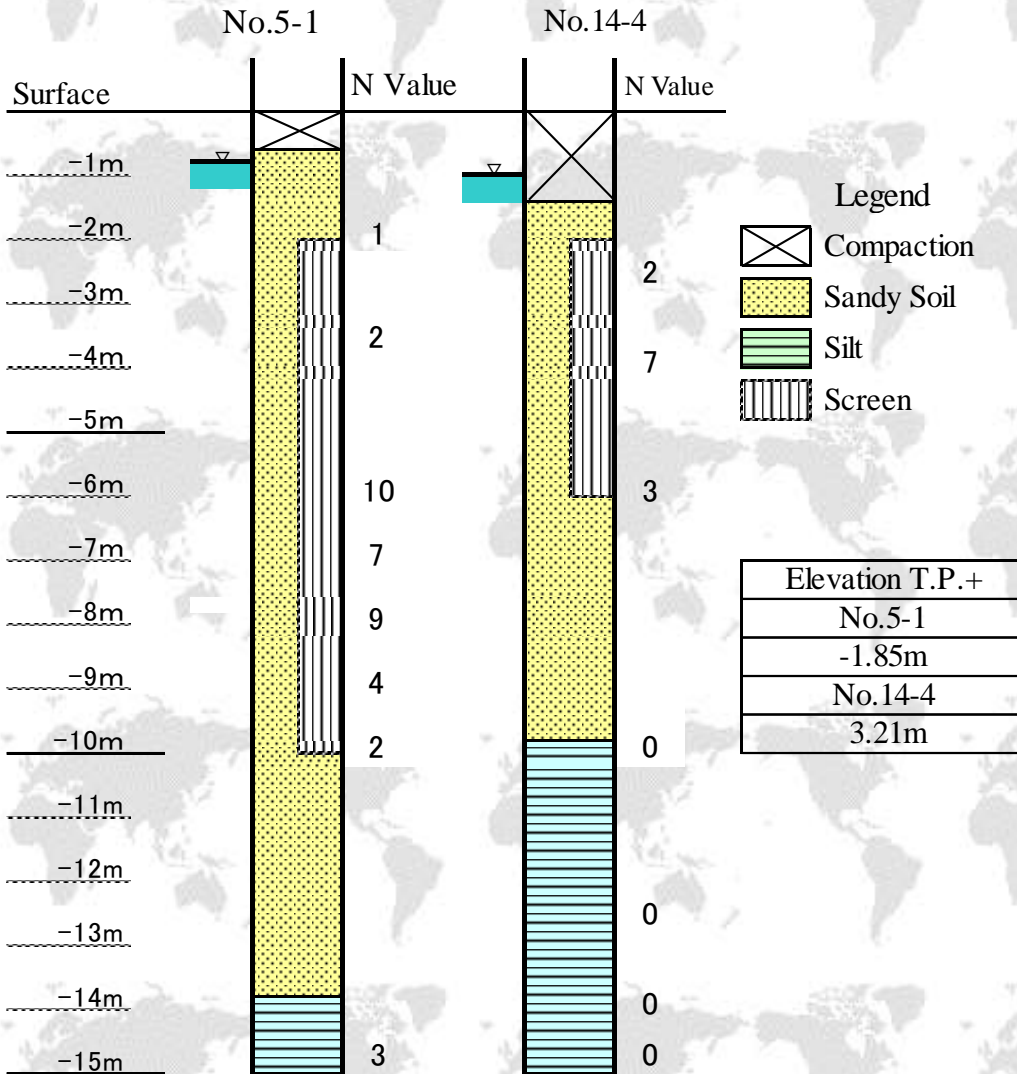 No.5-1
No.14-4
Surface
N Value
N Value
-1m
-2m
-3m
-4m
-5m
-6m
-7m
-8m
-9m
-10m
-11m
-12m
-13m
-14m
-15m
1
2
10
7
9
4
2
3
2
7
3
0
0
0
0
Legend
Compaction
Sandy Soil
Silt
Screen
Elevation T.P.+
No.5-1
-1.85m
No.14-4
3.21m